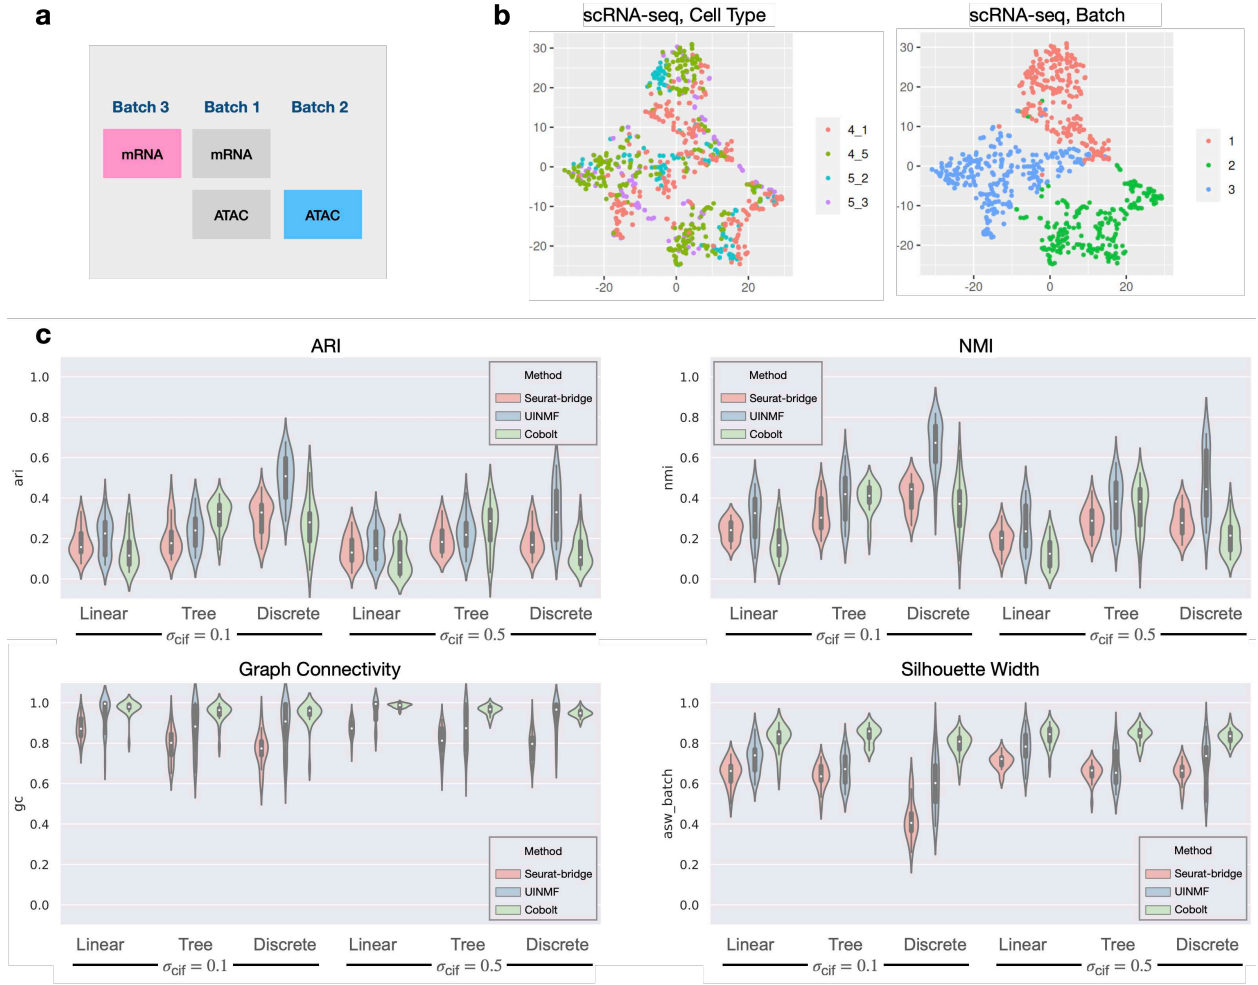 a
Batch 3 Batch 1 Batch 2
mRNA mRNA
ATAC ATAC
b
scRNA-seq, Cell Type
30
20
10
0
-10
-20
-20 0 20
4_1
4_5
5_2
5_3
scRNA-seq, Batch
30
20
10
0
-10
-20
-20 0 20
1
2
3
c
ARI
ari
1.0
0.8
0.6
0.4
0.2
0.0
Method
Seurat-bridge
UINMF
Cobolt
Linear Tree Discrete Linear Tree Discrete
σcif = 0.1 σcif = 0.5
NMI
nmi
1.0
0.8
0.6
0.4
0.2
0.0
Method
Seurat-bridge
UINMF
Cobolt
Linear Tree Discrete Linear Tree Discrete
σcif = 0.1 σcif = 0.5
Graph Connectivity
gc
1.0
0.8
0.6
0.4
0.2
0.0
Method
Seurat-bridge
UINMF
Cobolt
Linear Tree Discrete Linear Tree Discrete
σcif = 0.1 σcif = 0.5
Silhouette Width
asw_batch
1.0
0.8
0.6
0.4
0.2
0.0
Method
Seurat-bridge
UINMF
Cobolt
Linear Tree Discrete Linear Tree Discrete
σcif = 0.1 σcif = 0.5